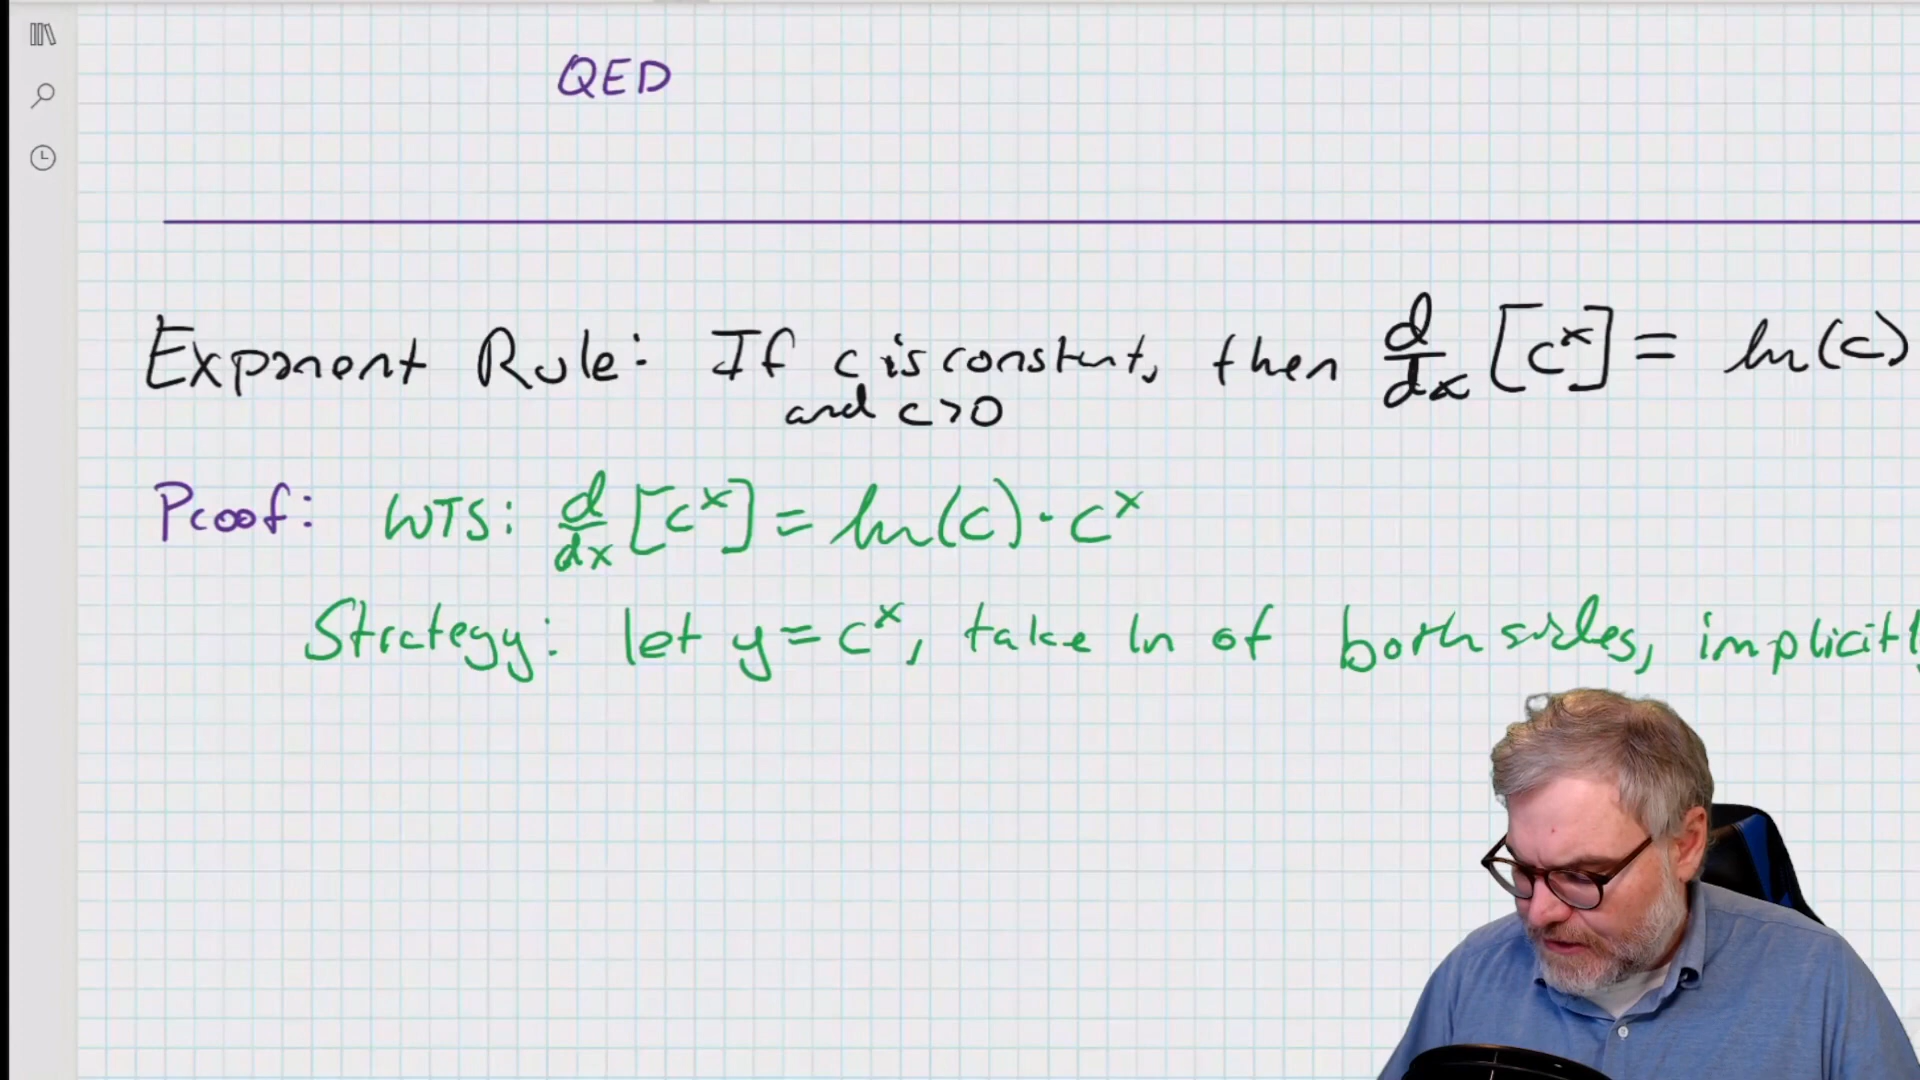 QED
Exponent Rule: If c is constant, then d/dx [c^x] = ln(c)
and c>0
Proof: WTS: d/dx [c^x] = ln(c) · c^x
Strategy: let y = c^x, take ln of both sides, implicitly